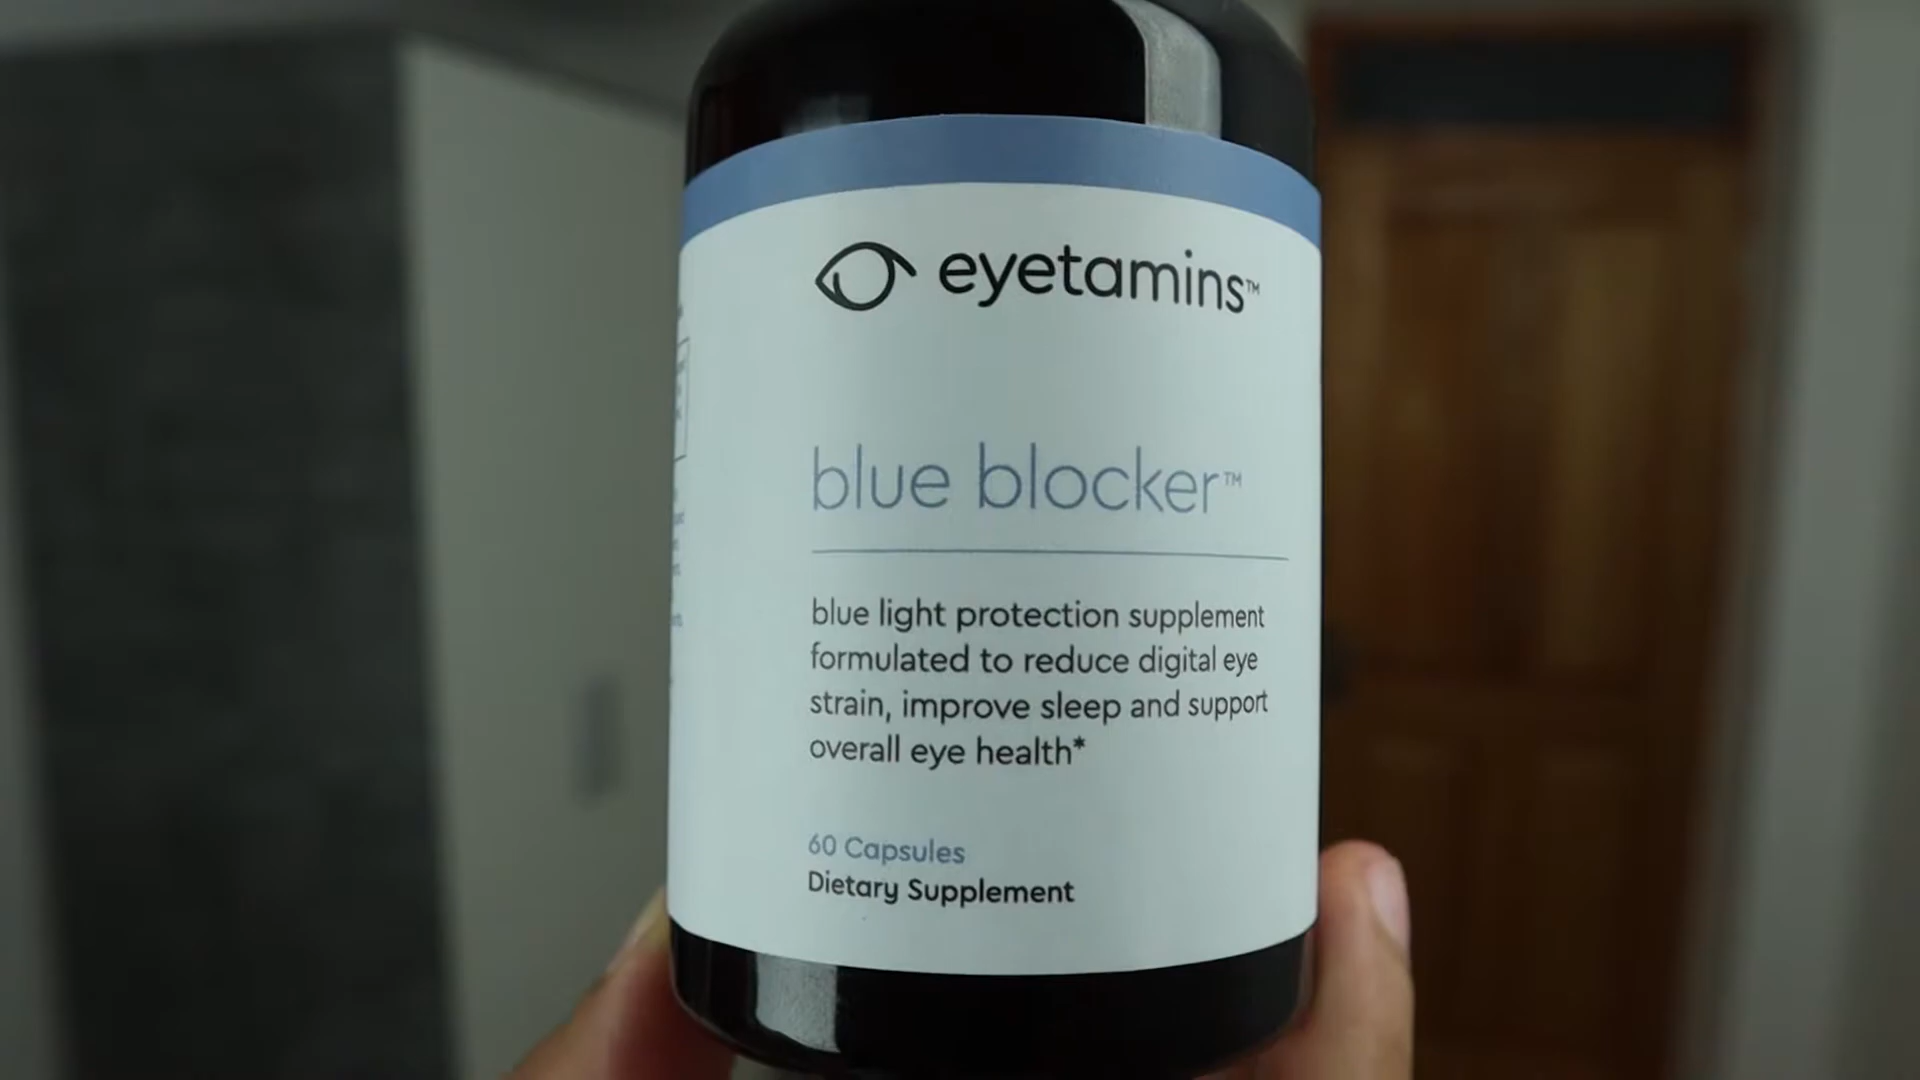 eyetamins™
blue blocker™
blue light protection supplement
formulated to reduce digital eye
strain, improve sleep and support
overall eye health*
60 Capsules
Dietary Supplement